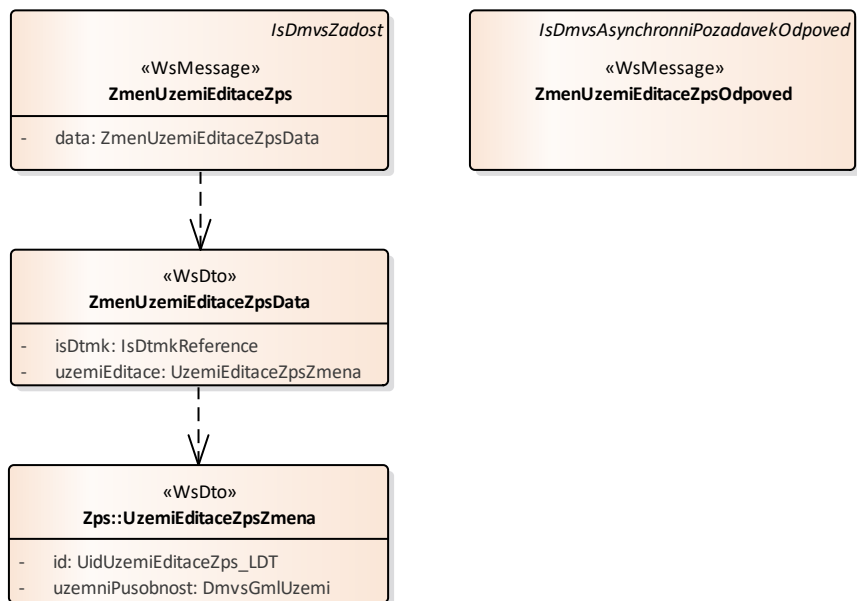 IsDmvsZadost
«WsMessage»
ZmenUzemiEditaceZps
- data: ZmenUzemiEditaceZpsData
IsDmvsAsynchronniPozadavekOdpoved
«WsMessage»
ZmenUzemiEditaceZpsOdpoved
«WsDto»
ZmenUzemiEditaceZpsData
- isDtmk: IsDtmkReference
- uzemiEditace: UzemiEditaceZpsZmena
«WsDto»
Zps::UzemiEditaceZpsZmena
- id: UidUzemiEditaceZps_LDT
- uzemniPusobnost: DmvsGmlUzemi